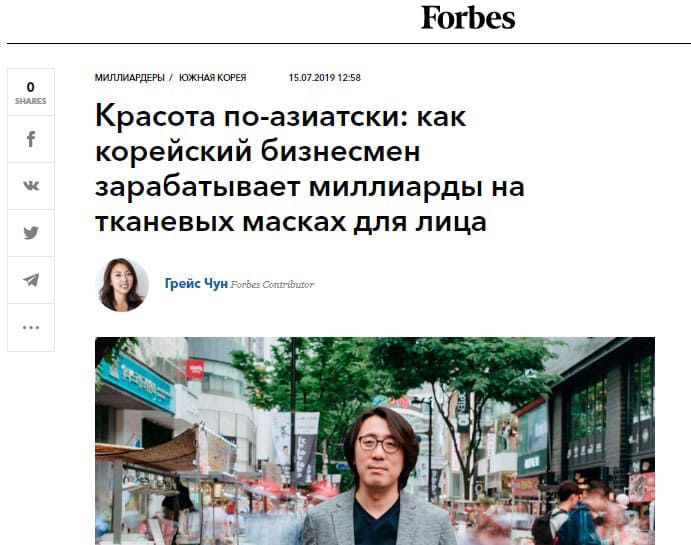 Forbes
МИЛЛИАРДЕРЫ / ЮЖНАЯ КОРЕЯ 15.07.2019 12:58
0
SHARES
Красота по-азиатски: как
корейский бизнесмен
зарабатывает миллиарды на
тканевых масках для лица
Грейс Чун Forbes Contributor